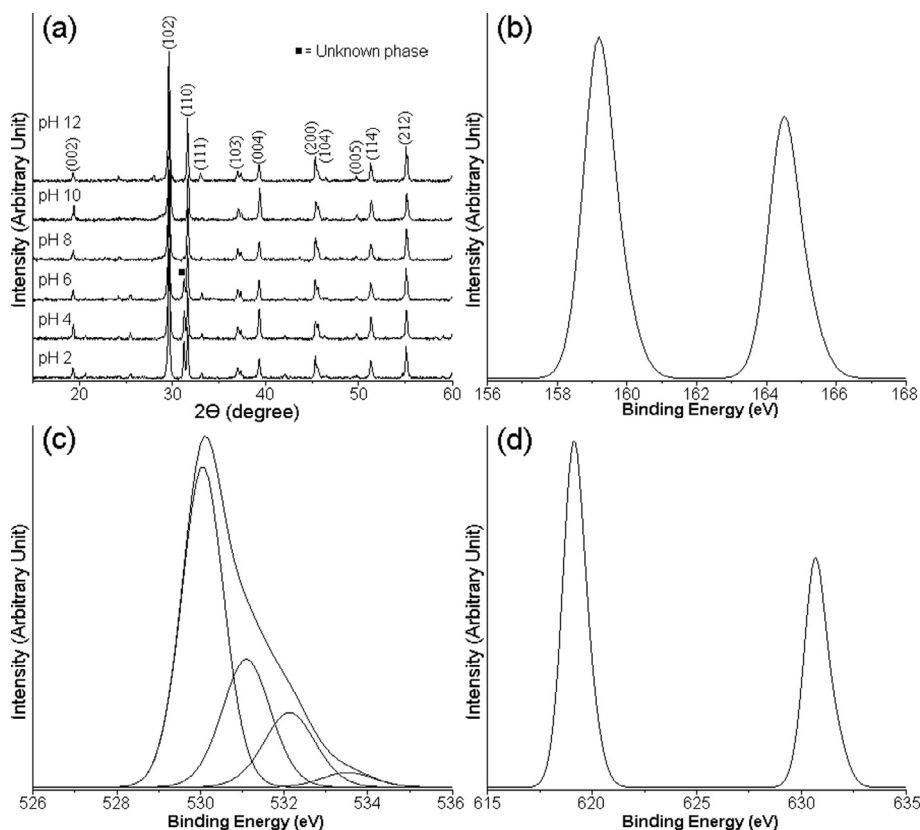 (a)
(102)
■ = Unknown phase
(110)
pH 12
(002)
(111)
(103)
(004)
(200)
(104)
(005)
(114)
(212)
pH 10
pH 8
■
pH 6
pH 4
pH 2
Intensity (Arbitrary Unit)
20 30 40 50 60
2Θ (degree)
(b)
Intensity (Arbitrary Unit)
156 158 160 162 164 166 168
Binding Energy (eV)
(c)
Intensity (Arbitrary Unit)
526 528 530 532 534 536
Binding Energy (eV)
(d)
Intensity (Arbitrary Unit)
615 620 625 630 635
Binding Energy (eV)